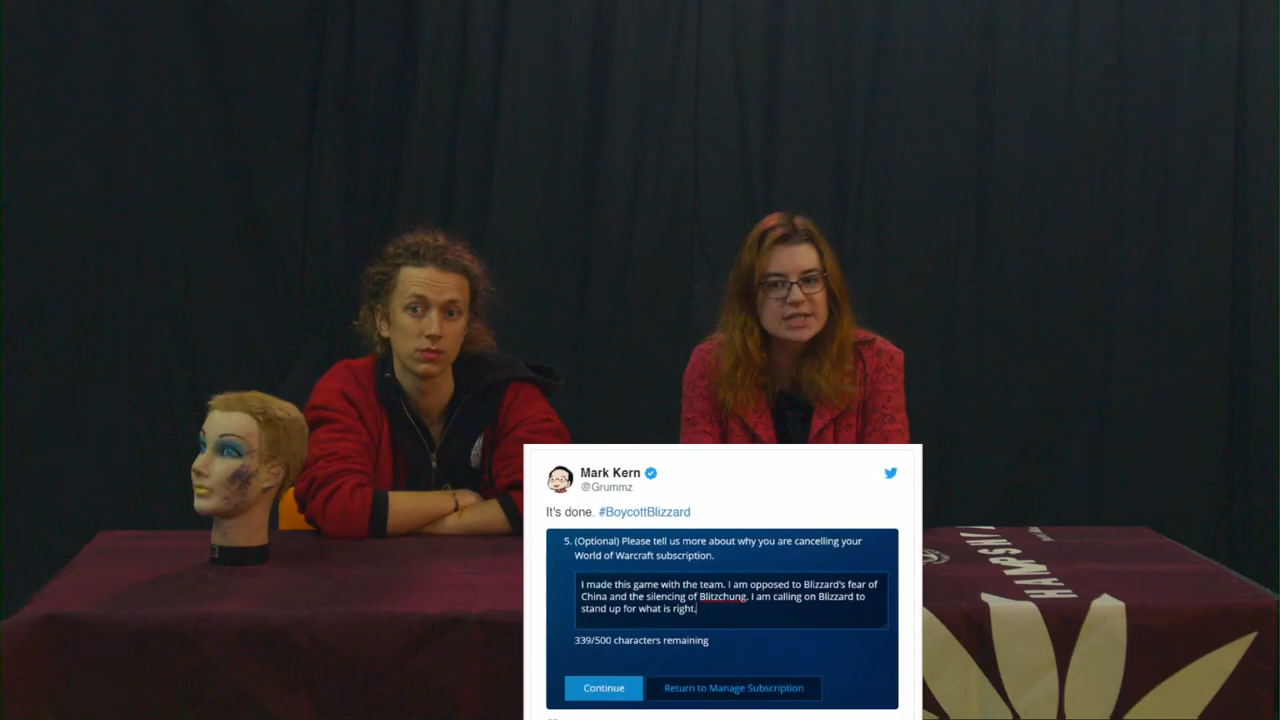 Mark Kern
@Grummz
It's done. #BoycottBlizzard
5. (Optional) Please tell us more about why you are cancelling your
World of Warcraft subscription.
I made this game with the team. I am opposed to Blizzard's fear of
China and the silencing of Blitzchung. I am calling on Blizzard to
stand up for what is right.
339/500 characters remaining
Continue
Return to Manage Subscription